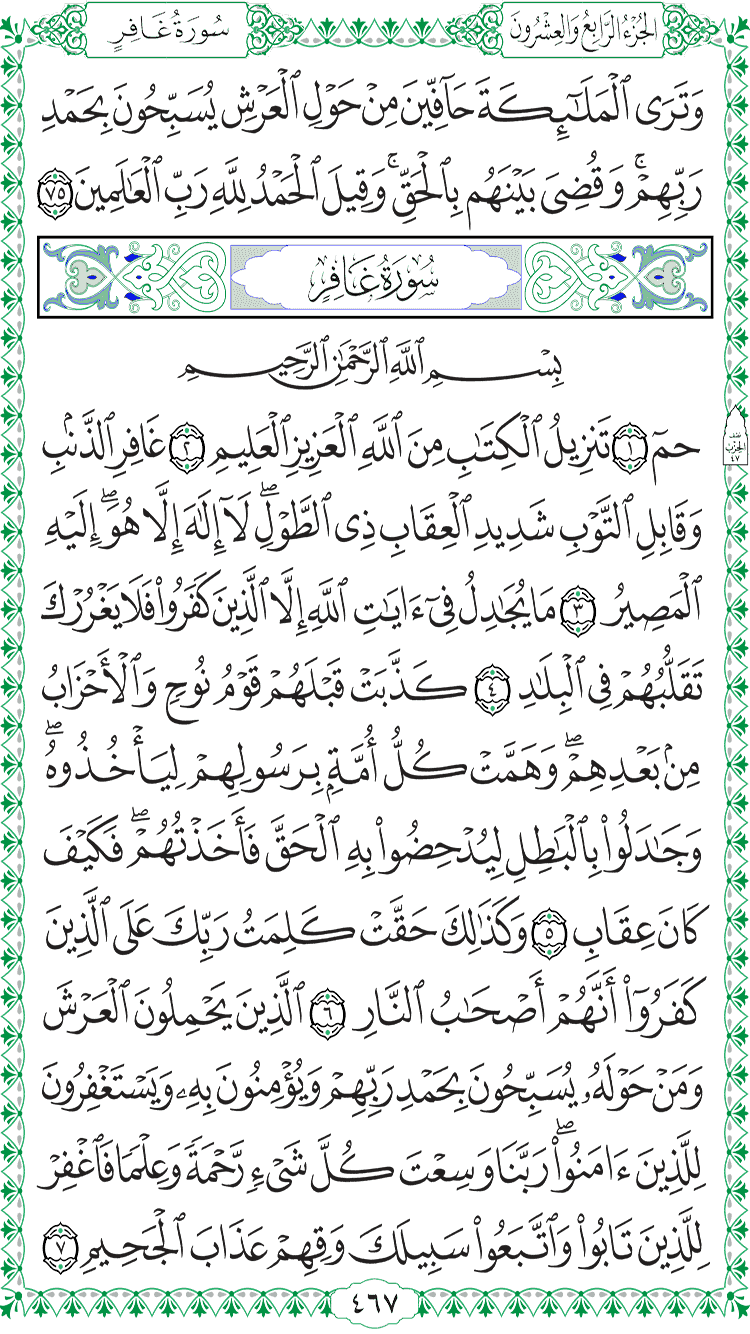 الجُزْءُ الرَّابِعُ وَالعِشْرُونَ
سُورَةُ غَافِرٍ
وَتَرَى ٱلْمَلَٰٓئِكَةَ حَآفِّينَ مِنْ حَوْلِ ٱلْعَرْشِ يُسَبِّحُونَ بِحَمْدِ
رَبِّهِمْۚ وَقُضِىَ بَيْنَهُم بِٱلْحَقِّۚ وَقِيلَ ٱلْحَمْدُ لِلَّهِ رَبِّ ٱلْعَٰلَمِينَ ٧٥
سُورَةُ غَافِرٍ
بِسْمِ ٱللَّهِ ٱلرَّحْمَٰنِ ٱلرَّحِيمِ
حمٓ ١ تَنزِيلُ ٱلْكِتَٰبِ مِنَ ٱللَّهِ ٱلْعَزِيزِ ٱلْعَلِيمِ ٢ غَافِرِ ٱلذَّنۢبِ
نصف
الحزب
٤٧
وَقَابِلِ ٱلتَّوْبِ شَدِيدِ ٱلْعِقَابِ ذِى ٱلطَّوْلِۖ لَآ إِلَٰهَ إِلَّا هُوَۖ إِلَيْهِ
ٱلْمَصِيرُ ٣ مَا يُجَٰدِلُ فِىٓ ءَايَٰتِ ٱللَّهِ إِلَّا ٱلَّذِينَ كَفَرُوا۟ فَلَا يَغْرُرْكَ
تَقَلُّبُهُمْ فِى ٱلْبِلَٰدِ ٤ كَذَّبَتْ قَبْلَهُمْ قَوْمُ نُوحٍ وَٱلْأَحْزَابُ
مِنۢ بَعْدِهِمْۖ وَهَمَّتْ كُلُّ أُمَّةٍۭ بِرَسُولِهِمْ لِيَأْخُذُوهُۖ
وَجَٰدَلُوا۟ بِٱلْبَٰطِلِ لِيُدْحِضُوا۟ بِهِ ٱلْحَقَّ فَأَخَذْتُهُمْۖ فَكَيْفَ
كَانَ عِقَابِ ٥ وَكَذَٰلِكَ حَقَّتْ كَلِمَتُ رَبِّكَ عَلَى ٱلَّذِينَ
كَفَرُوٓا۟ أَنَّهُمْ أَصْحَٰبُ ٱلنَّارِ ٦ ٱلَّذِينَ يَحْمِلُونَ ٱلْعَرْشَ
وَمَنْ حَوْلَهُۥ يُسَبِّحُونَ بِحَمْدِ رَبِّهِمْ وَيُؤْمِنُونَ بِهِۦ وَيَسْتَغْفِرُونَ
لِلَّذِينَ ءَامَنُوا۟ۖ رَبَّنَا وَسِعْتَ كُلَّ شَىْءٍ رَّحْمَةً وَعِلْمًا فَٱغْفِرْ
لِلَّذِينَ تَابُوا۟ وَٱتَّبَعُوا۟ سَبِيلَكَ وَقِهِمْ عَذَابَ ٱلْجَحِيمِ ٧
٤٦٧